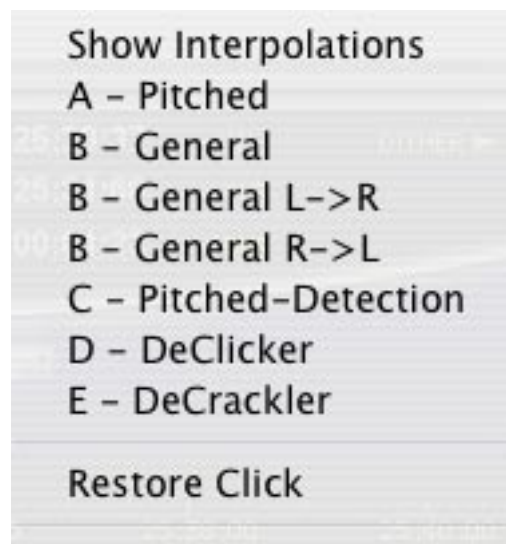 Show Interpolations
A – Pitched
B – General
B – General L–>R
B – General R–>L
C – Pitched–Detection
D – DeClicker
E – DeCrackler
Restore Click